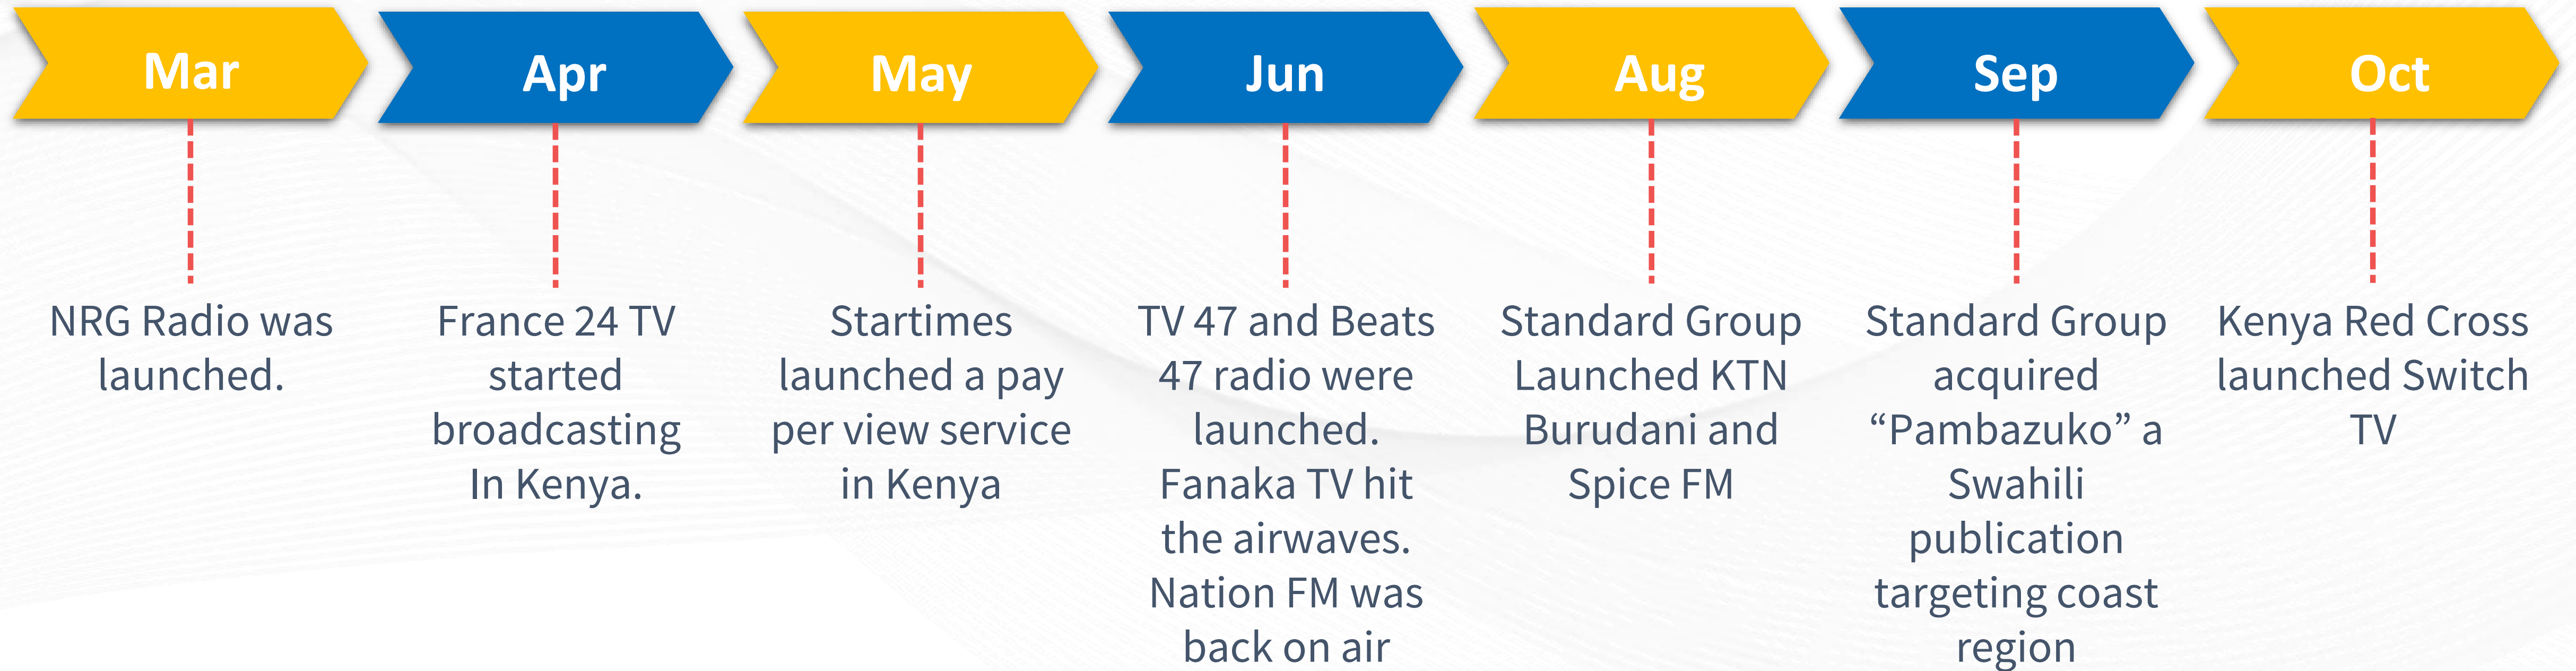 Mar
Apr
May
Jun
Aug
Sep
Oct
NRG Radio was
launched.
France 24 TV
started
broadcasting
In Kenya.
Startimes
launched a pay
per view service
in Kenya
TV 47 and Beats
47 radio were
launched.
Fanaka TV hit
the airwaves.
Nation FM was
back on air
Standard Group
Launched KTN
Burudani and
Spice FM
Standard Group
acquired
“Pambazuko” a
Swahili
publication
targeting coast
region
Kenya Red Cross
launched Switch
TV